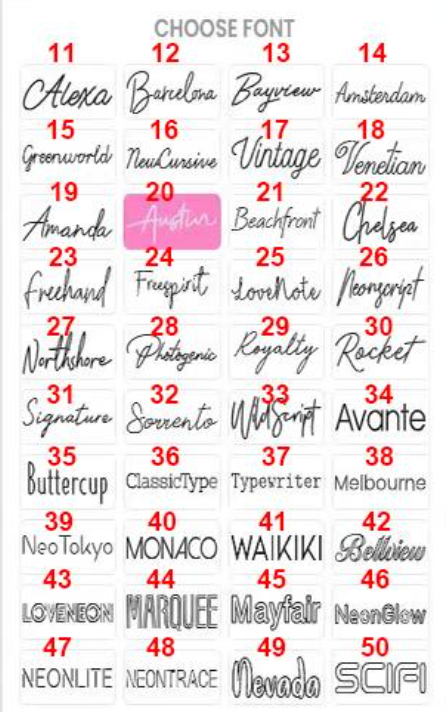 CHOOSE FONT
11 12 13 14
Alexa Barcelona Bayview Amsterdam
15 16 17 18
Greenworld NewCursive Vintage Venetian
19 20 21 22
Amanda Austin Beachfront Chelsea
23 24 25 26
Freehand Freespirit LoveNote Neonscript
27 28 29 30
Northshore Photogenic Royalty Rocket
31 32 33 34
Signature Sorrento WildScript Avante
35 36 37 38
Buttercup ClassicType Typewriter Melbourne
39 40 41 42
NeoTokyo MONACO WAIKIKI Bellview
43 44 45 46
LOVENEON MARQUEE Mayfair NeonGlow
47 48 49 50
NEONLITE NEONTRACE Nevada SCIFI